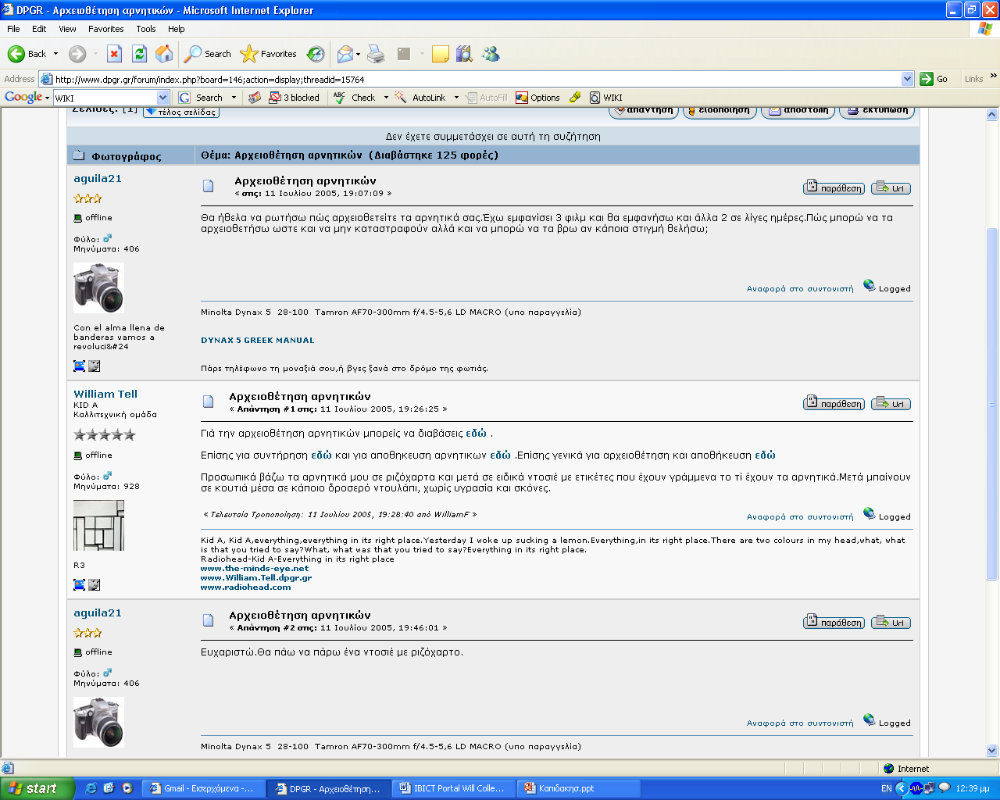 DPGR - Αρχειοθέτηση αρνητικών - Microsoft Internet Explorer
File Edit View Favorites Tools Help
Back Search Favorites
Address http://www.dpgr.gr/forum/index.php?board=146;action=display;threadid=15764 Go Links »
Google WIKI Search 3 blocked Check AutoLink AutoFill Options WIKI
Σελίδες: [1] τέλος σελίδας απάντηση ειδοποίηση αποστολή εκτύπωση
Δεν έχετε συμμετάσχει σε αυτή τη συζήτηση
Φωτογράφος Θέμα: Αρχειοθέτηση αρνητικών (Διαβάστηκε 125 φορές)
aguila21
offline
Φύλο:
Μηνύματα: 406
Con el alma llena de
banderas vamos a
revoluci&#24
Αρχειοθέτηση αρνητικών
« στις: 11 Ιουλίου 2005, 19:07:09 »
παράθεση Url
Θα ήθελα να ρωτήσω πώς αρχειοθετείτε τα αρνητικά σας.Έχω εμφανίσει 3 φιλμ και θα εμφανήσω και άλλα 2 σε λίγες ημέρες.Πώς μπορώ να τα
αρχειοθετήσω ωστε και να μην καταστραφούν αλλά και να μπορώ να τα βρω αν κάποια στιγμή θελήσω;
Αναφορά στο συντονιστή Logged
Minolta Dynax 5 28-100 Tamron AF70-300mm f/4.5-5,6 LD MACRO (υπο παραγγελία)
DYNAX 5 GREEK MANUAL
Πάρε τηλέφωνο τη μοναξιά σου,ή βγες ξανά στο δρόμο της φωτιάς.
William Tell
KID A
Καλλιτεχνική ομάδα
offline
Φύλο:
Μηνύματα: 928
R3
Αρχειοθέτηση αρνητικών
« Απάντηση #1 στις: 11 Ιουλίου 2005, 19:26:25 »
παράθεση Url
Γιά την αρχειοθέτηση αρνητικών μπορείς να διαβάσεις εδώ .
Επίσης για συντήρηση εδώ και για αποθηκευση αρνητικων εδώ .Επίσης γενικά για αρχειοθέτηση και αποθήκευση εδώ
Προσωπικά βάζω τα αρνητικά μου σε ριζόχαρτα και μετά σε ειδικά ντοσιέ με ετικέτες που έχουν γράμμενα το τί έχουν τα αρνητικά.Μετά μπαίνουν
σε κουτιά μέσα σε κάποιο δροσερό ντουλάπι, χωρίς υγρασία και σκόνες.
« Τελευταία Τροποποίηση: 11 Ιουλίου 2005, 19:28:40 από WilliamF »
Αναφορά στο συντονιστή Logged
Kid A, Kid A,everything,everything in its right place.Yesterday I woke up sucking a lemon.Everything,in its right place.There are two colours in my head,what, what
is that you tried to say?What, what was that you tried to say?Everything in its right place.
Radiohead-Kid A-Everything in its right place
www.the-minds-eye.net
www.William.Tell.dpgr.gr
www.radiohead.com
aguila21
offline
Φύλο:
Μηνύματα: 406
Αρχειοθέτηση αρνητικών
« Απάντηση #2 στις: 11 Ιουλίου 2005, 19:46:01 »
παράθεση Url
Ευχαριστώ.Θα πάω να πάρω ένα ντοσιέ με ριζόχαρτο.
Αναφορά στο συντονιστή Logged
Minolta Dynax 5 28-100 Tamron AF70-300mm f/4.5-5,6 LD MACRO (υπο παραγγελία)
Internet
start Gmail - Εισερχόμενα -... DPGR - Αρχειοθέτηση... IBICT Portal Will Colle... Καπιδακησ.ppt EN 12:39 μμ